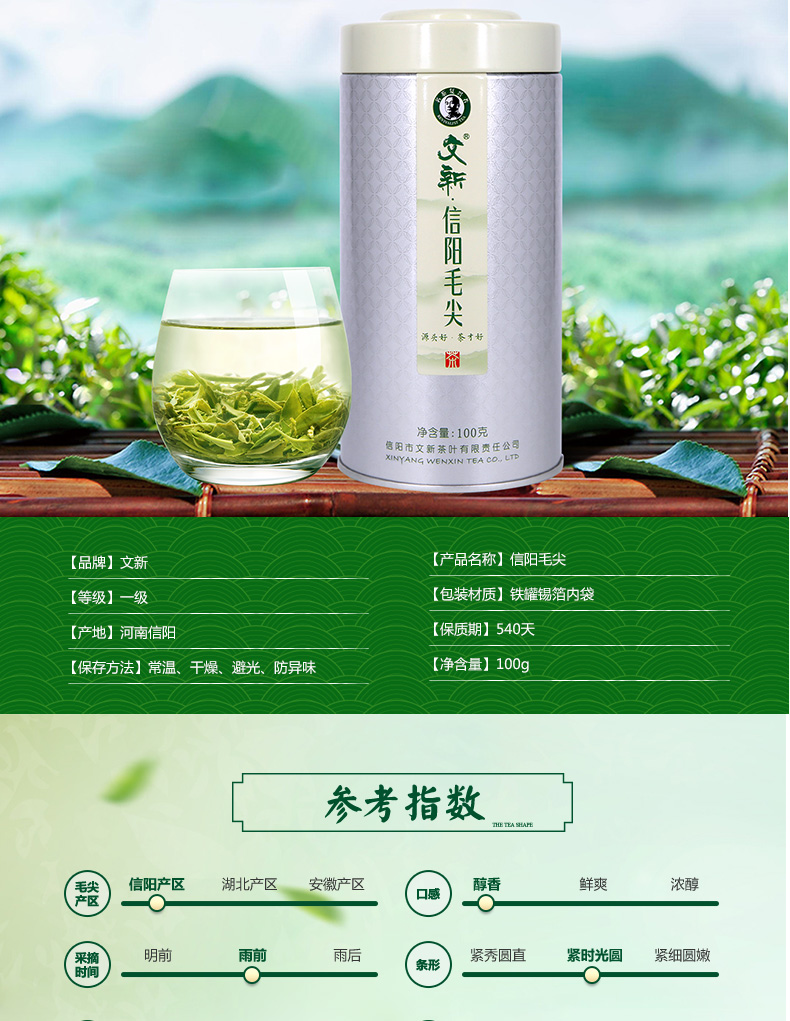 文新®
·
信阳毛尖
源头好·茶才好
茶
净含量:100克
信阳市文新茶叶有限责任公司
XINYANG WENXIN TEA CO., LTD
【品牌】文新
【等级】一级
【产地】河南信阳
【保存方法】常温、干燥、避光、防异味
【产品名称】信阳毛尖
【包装材质】铁罐锡箔内袋
【保质期】540天
【净含量】100g
参考指数
THE TEA SHAPE
毛尖
产区
信阳产区 湖北产区 安徽产区
口感
醇香 鲜爽 浓醇
采摘
时间
明前 雨前 雨后
条形
紧秀圆直 紧时光圆 紧细圆嫩